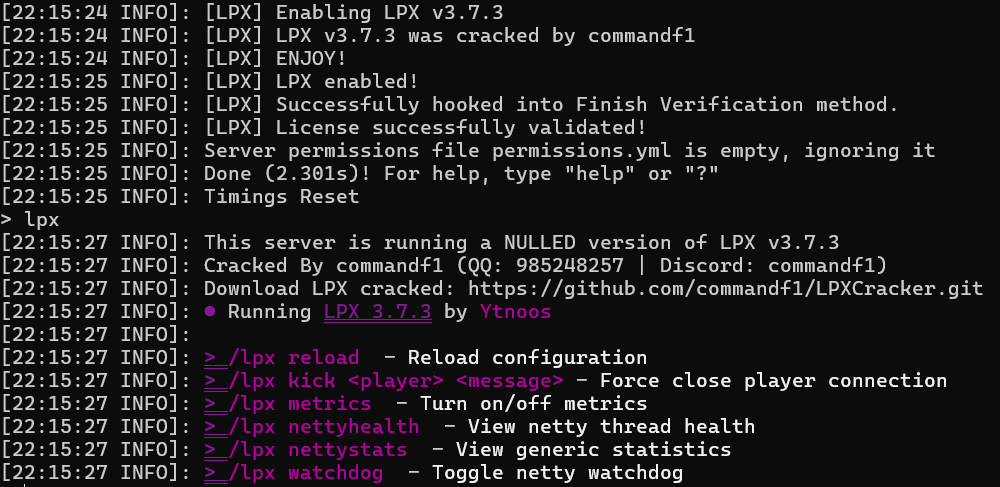 [22:15:24 INFO]: [LPX] Enabling LPX v3.7.3
[22:15:24 INFO]: [LPX] LPX v3.7.3 was cracked by commandf1
[22:15:24 INFO]: [LPX] ENJOY!
[22:15:25 INFO]: [LPX] LPX enabled!
[22:15:25 INFO]: [LPX] Successfully hooked into Finish Verification method.
[22:15:25 INFO]: [LPX] License successfully validated!
[22:15:25 INFO]: Server permissions file permissions.yml is empty, ignoring it
[22:15:25 INFO]: Done (2.301s)! For help, type "help" or "?"
[22:15:25 INFO]: Timings Reset
> lpx
[22:15:27 INFO]: This server is running a NULLED version of LPX v3.7.3
[22:15:27 INFO]: Cracked By commandf1 (QQ: 985248257 | Discord: commandf1)
[22:15:27 INFO]: Download LPX cracked: https://github.com/commandf1/LPXCracker.git
[22:15:27 INFO]: ● Running LPX 3.7.3 by Ytnoos
[22:15:27 INFO]:
[22:15:27 INFO]: >_/lpx reload  - Reload configuration
[22:15:27 INFO]: >_/lpx kick <player> <message> - Force close player connection
[22:15:27 INFO]: >_/lpx metrics  - Turn on/off metrics
[22:15:27 INFO]: >_/lpx nettyhealth  - View netty thread health
[22:15:27 INFO]: >_/lpx nettystats  - View generic statistics
[22:15:27 INFO]: >_/lpx watchdog  - Toggle netty watchdog